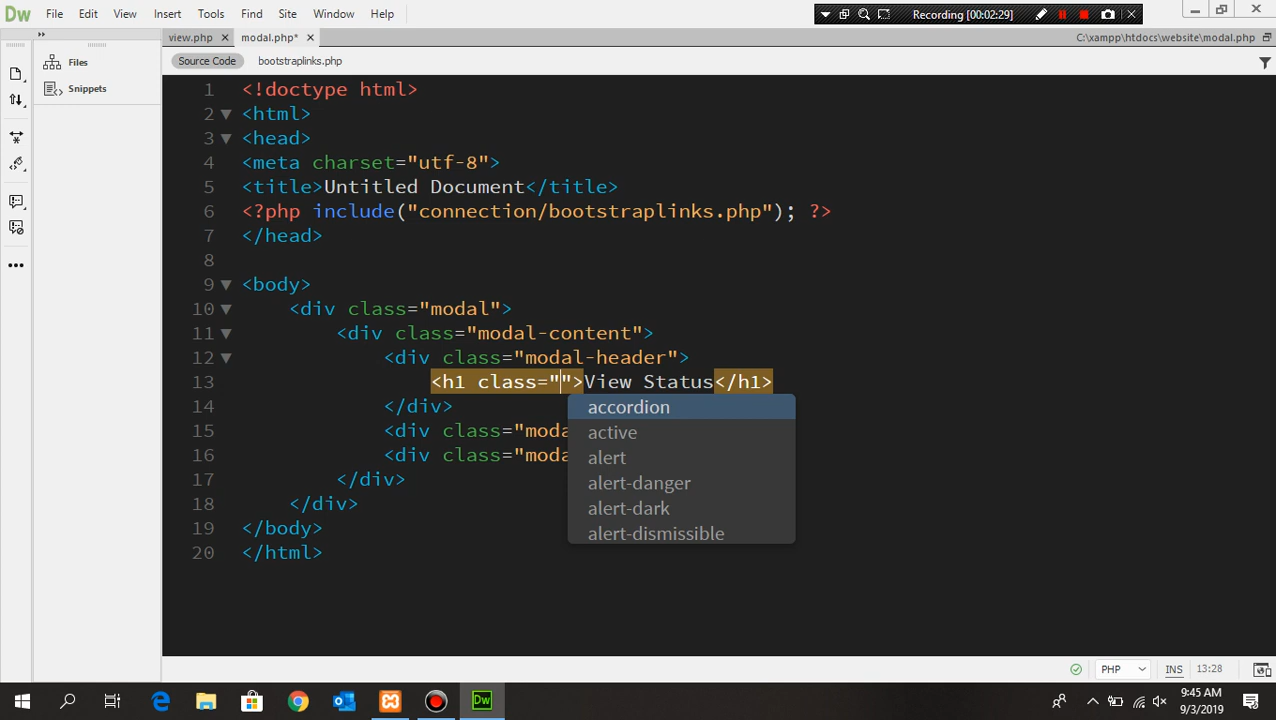 Dw File Edit View Insert Tools Find Site Window Help Recording [00:02:29]
view.php modal.php* C:\xampp\htdocs\website\modal.php
Files
Snippets
Source Code bootstraplinks.php
1 <!doctype html>
2 <html>
3 <head>
4 <meta charset="utf-8">
5 <title>Untitled Document</title>
6 <?php include("connection/bootstraplinks.php"); ?>
7 </head>
8
9 <body>
10 <div class="modal">
11 <div class="modal-content">
12 <div class="modal-header">
13 <h1 class="">View Status</h1>
14 </div>
15 <div class="moda
16 <div class="moda
17 </div>
18 </div>
19 </body>
20 </html>
accordion
active
alert
alert-danger
alert-dark
alert-dismissible
PHP INS 13:28
Dw 9:45 AM
9/3/2019